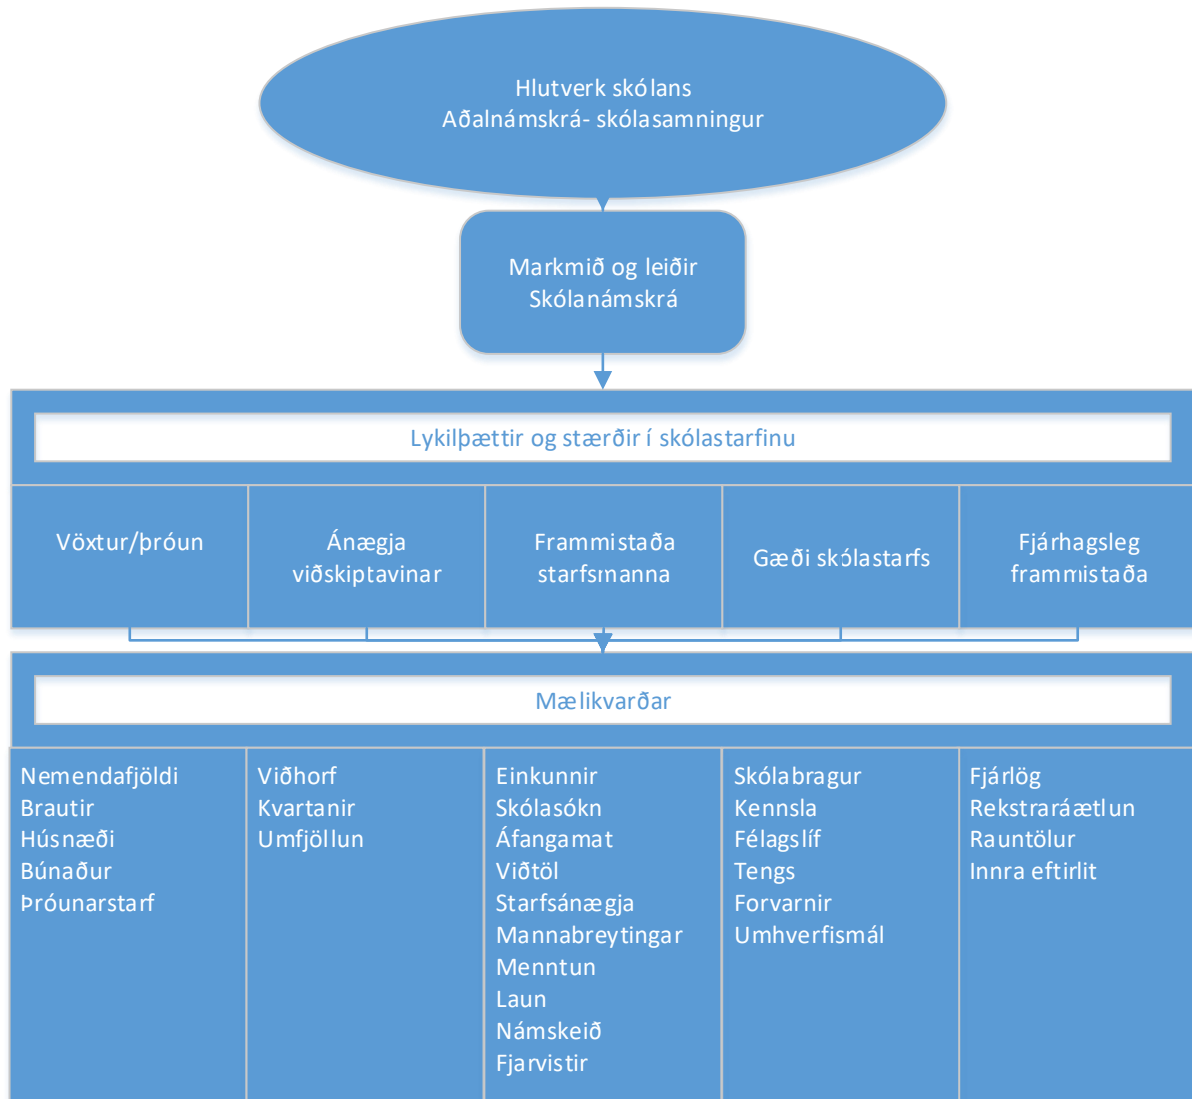 Hlutverk skólans
Aðalnámskrá- skólasamningur
Markmið og leiðir
Skólanámskrá
Lykilþættir og stærðir í skólastarfinu
Vöxtur/þróun
Ánægja
viðskiptavinar
Frammistaða
starfsmanna
Gæði skólastarfs
Fjárhagsleg
frammistaða
Mælikvarðar
Nemendafjöldi
Brautir
Húsnæði
Búnaður
Þróunarstarf
Viðhorf
Kvartanir
Umfjöllun
Einkunnir
Skólasókn
Áfangamat
Viðtöl
Starfsánægja
Mannabreytingar
Menntun
Laun
Námskeið
Fjarvistir
Skólabragur
Kennsla
Félagslíf
Tengs
Forvarnir
Umhverfismál
Fjárlög
Rekstraráætlun
Rauntölur
Innra eftirlit